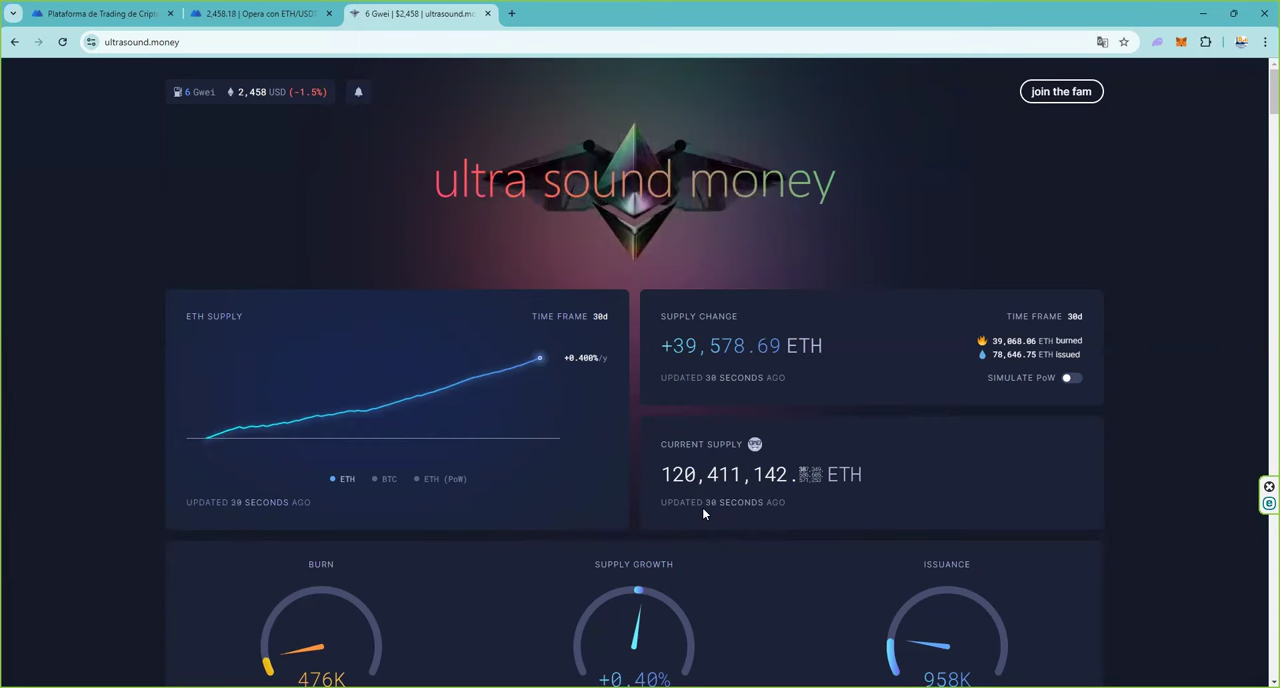 Plataforma de Trading de Cript
2,458.18 | Opera con ETH/USDT
6 Gwei | $2,458 | ultrasound.mo
ultrasound.money
6 Gwei 2,458 USD (-1.5%)
join the fam
ultra sound money
ETH SUPPLY TIME FRAME 30d
+0.400%/y
ETH BTC ETH (PoW)
UPDATED 30 SECONDS AGO
SUPPLY CHANGE TIME FRAME 30d
+39,578.69 ETH
39,068.06 ETH burned
78,646.75 ETH issued
UPDATED 30 SECONDS AGO
SIMULATE PoW
CURRENT SUPPLY
120,411,142. ETH
UPDATED 30 SECONDS AGO
BURN SUPPLY GROWTH ISSUANCE
476K +0.40% 958K